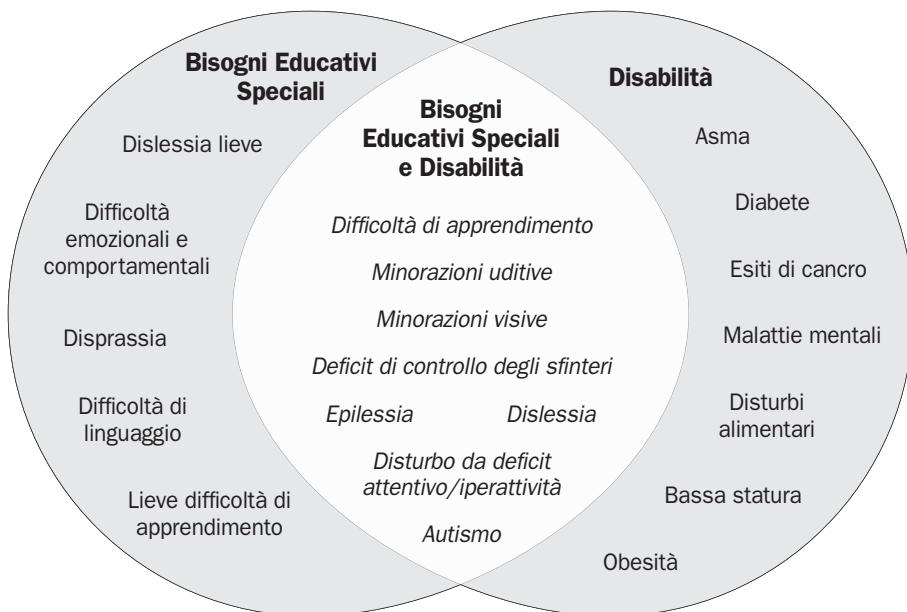 Bisogni Educativi
Speciali
Dislessia lieve
Difficoltà
emozionali e
comportamentali
Disprassia
Difficoltà di
linguaggio
Lieve difficoltà di
apprendimento
Bisogni
Educativi Speciali
e Disabilità
Difficoltà di apprendimento
Minorazioni uditive
Minorazioni visive
Deficit di controllo degli sfinteri
Epilessia
Dislessia
Disturbo da deficit
attentivo/iperattività
Autismo
Disabilità
Asma
Diabete
Esiti di cancro
Malattie mentali
Disturbi
alimentari
Bassa statura
Obesità